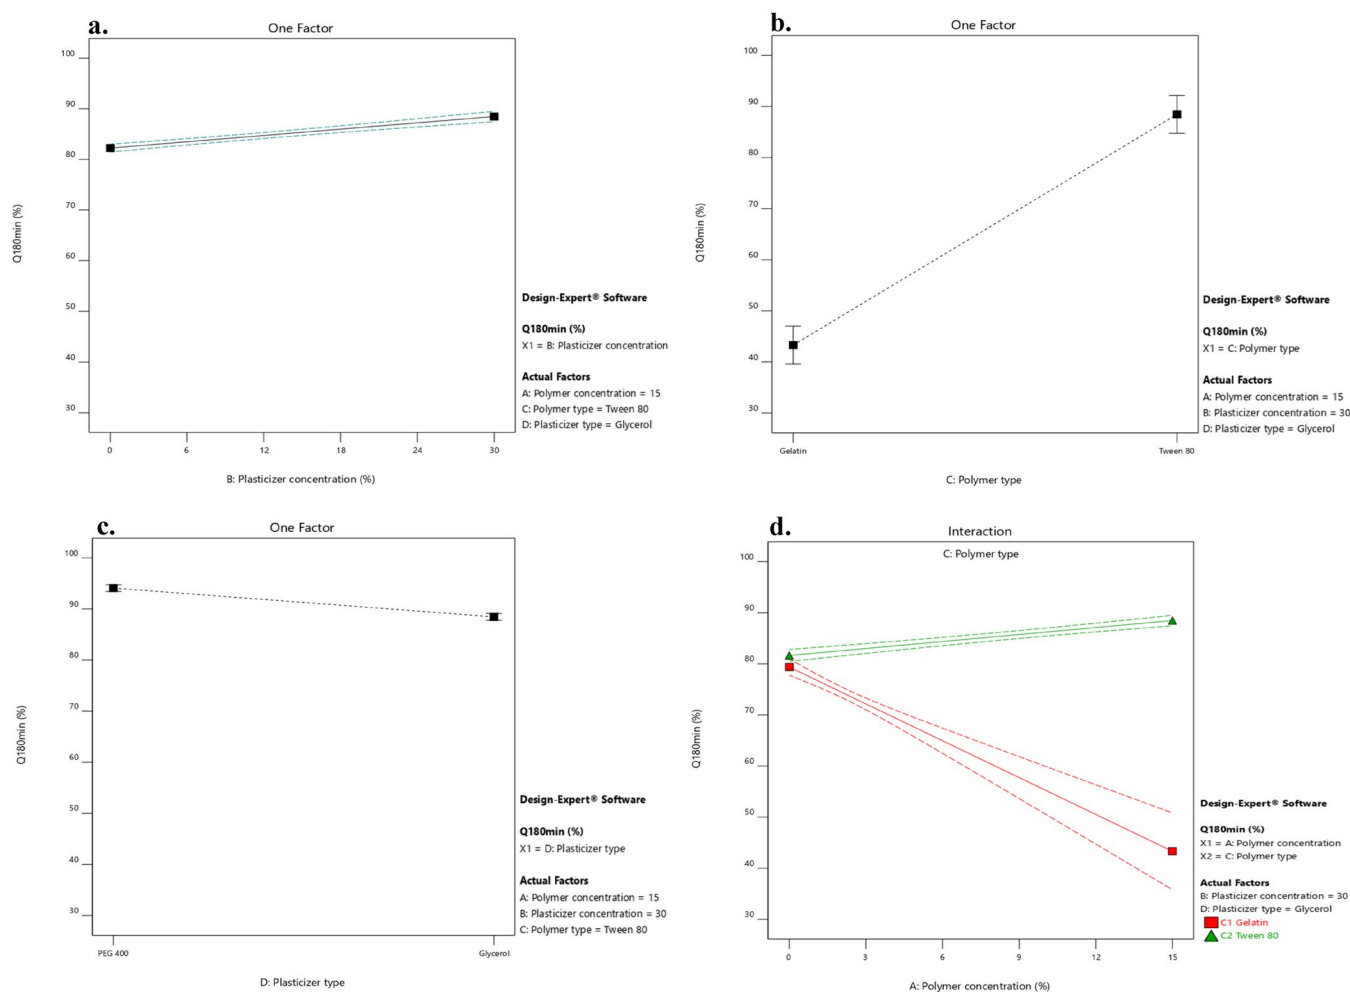 a.
One Factor
100
90
80
70
60
50
40
30
Q180min (%)
0 6 12 18 24 30
B: Plasticizer concentration (%)
Design-Expert® Software
Q180min (%)
X1 = B: Plasticizer concentration
Actual Factors
A: Polymer concentration = 15
C: Polymer type = Tween 80
D: Plasticizer type = Glycerol
b.
One Factor
100
90
80
70
60
50
40
30
Q180min (%)
Gelatin Tween 80
C: Polymer type
Design-Expert® Software
Q180min (%)
X1 = C: Polymer type
Actual Factors
A: Polymer concentration = 15
B: Plasticizer concentration = 30
D: Plasticizer type = Glycerol
c.
One Factor
100
90
80
70
60
50
40
30
Q180min (%)
PEG 400 Glycerol
D: Plasticizer type
Design-Expert® Software
Q180min (%)
X1 = D: Plasticizer type
Actual Factors
A: Polymer concentration = 15
B: Plasticizer concentration = 30
C: Polymer type = Tween 80
d.
Interaction
C: Polymer type
100
90
80
70
60
50
40
30
Q180min (%)
0 3 6 9 12 15
A: Polymer concentration (%)
Design-Expert® Software
Q180min (%)
X1 = A: Polymer concentration
X2 = C: Polymer type
Actual Factors
B: Plasticizer concentration = 30
D: Plasticizer type = Glycerol
C1 Gelatin
C2 Tween 80